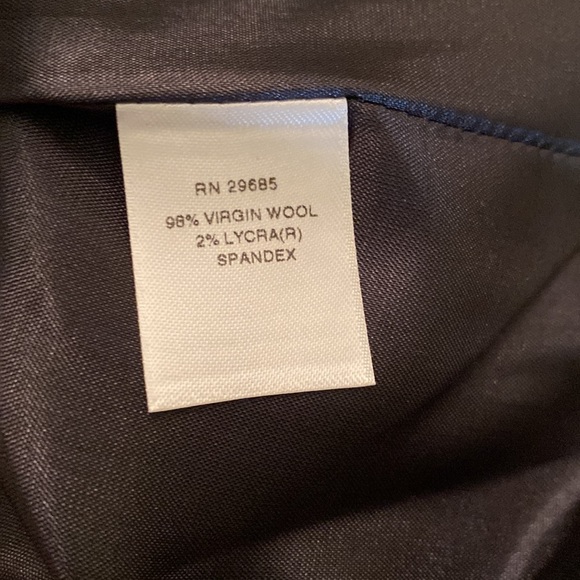 RN 29685
98% VIRGIN WOOL
2% LYCRA(R)
SPANDEX